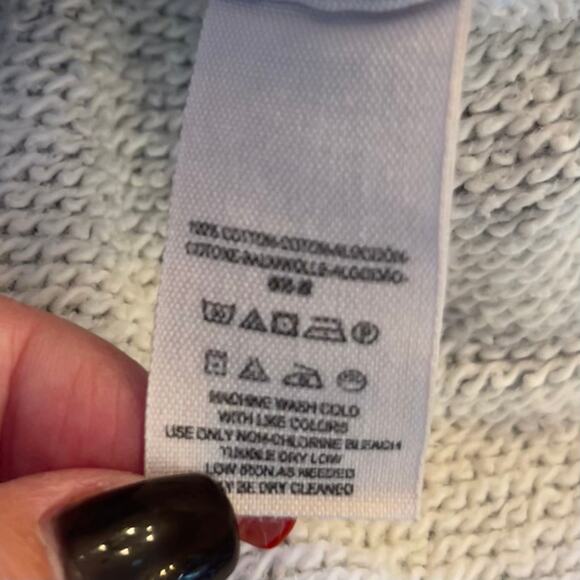 100% COTTON-COTON-ALGODÓN-
COTONE-BAUMWOLLE-ALGODÃO-
MACHINE WASH COLD
WITH LIKE COLORS
USE ONLY NON-CHLORINE BLEACH
TUMBLE DRY LOW
LOW IRON AS NEEDED
Y BE DRY CLEANED